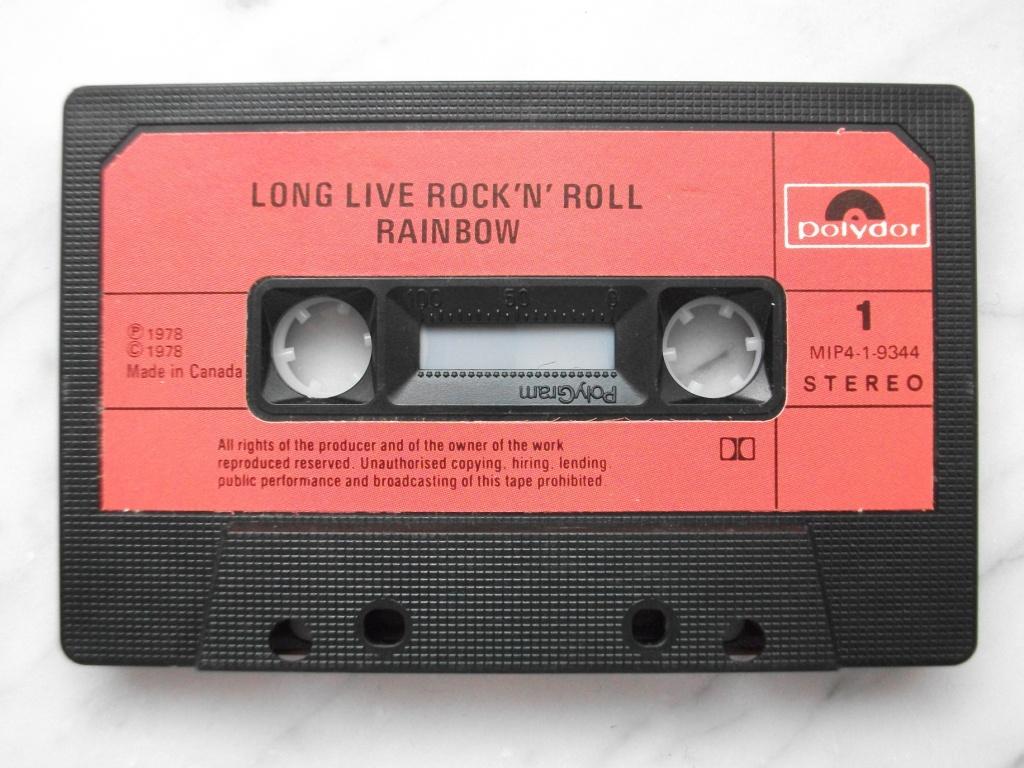 LONG LIVE ROCK'N' ROLL
RAINBOW
polydor
℗ 1978
© 1978
Made in Canada
100 50 0
PolyGram
1
MIP4-1-9344
STEREO
All rights of the producer and of the owner of the work
reproduced reserved. Unauthorised copying, hiring, lending,
public performance and broadcasting of this tape prohibited.